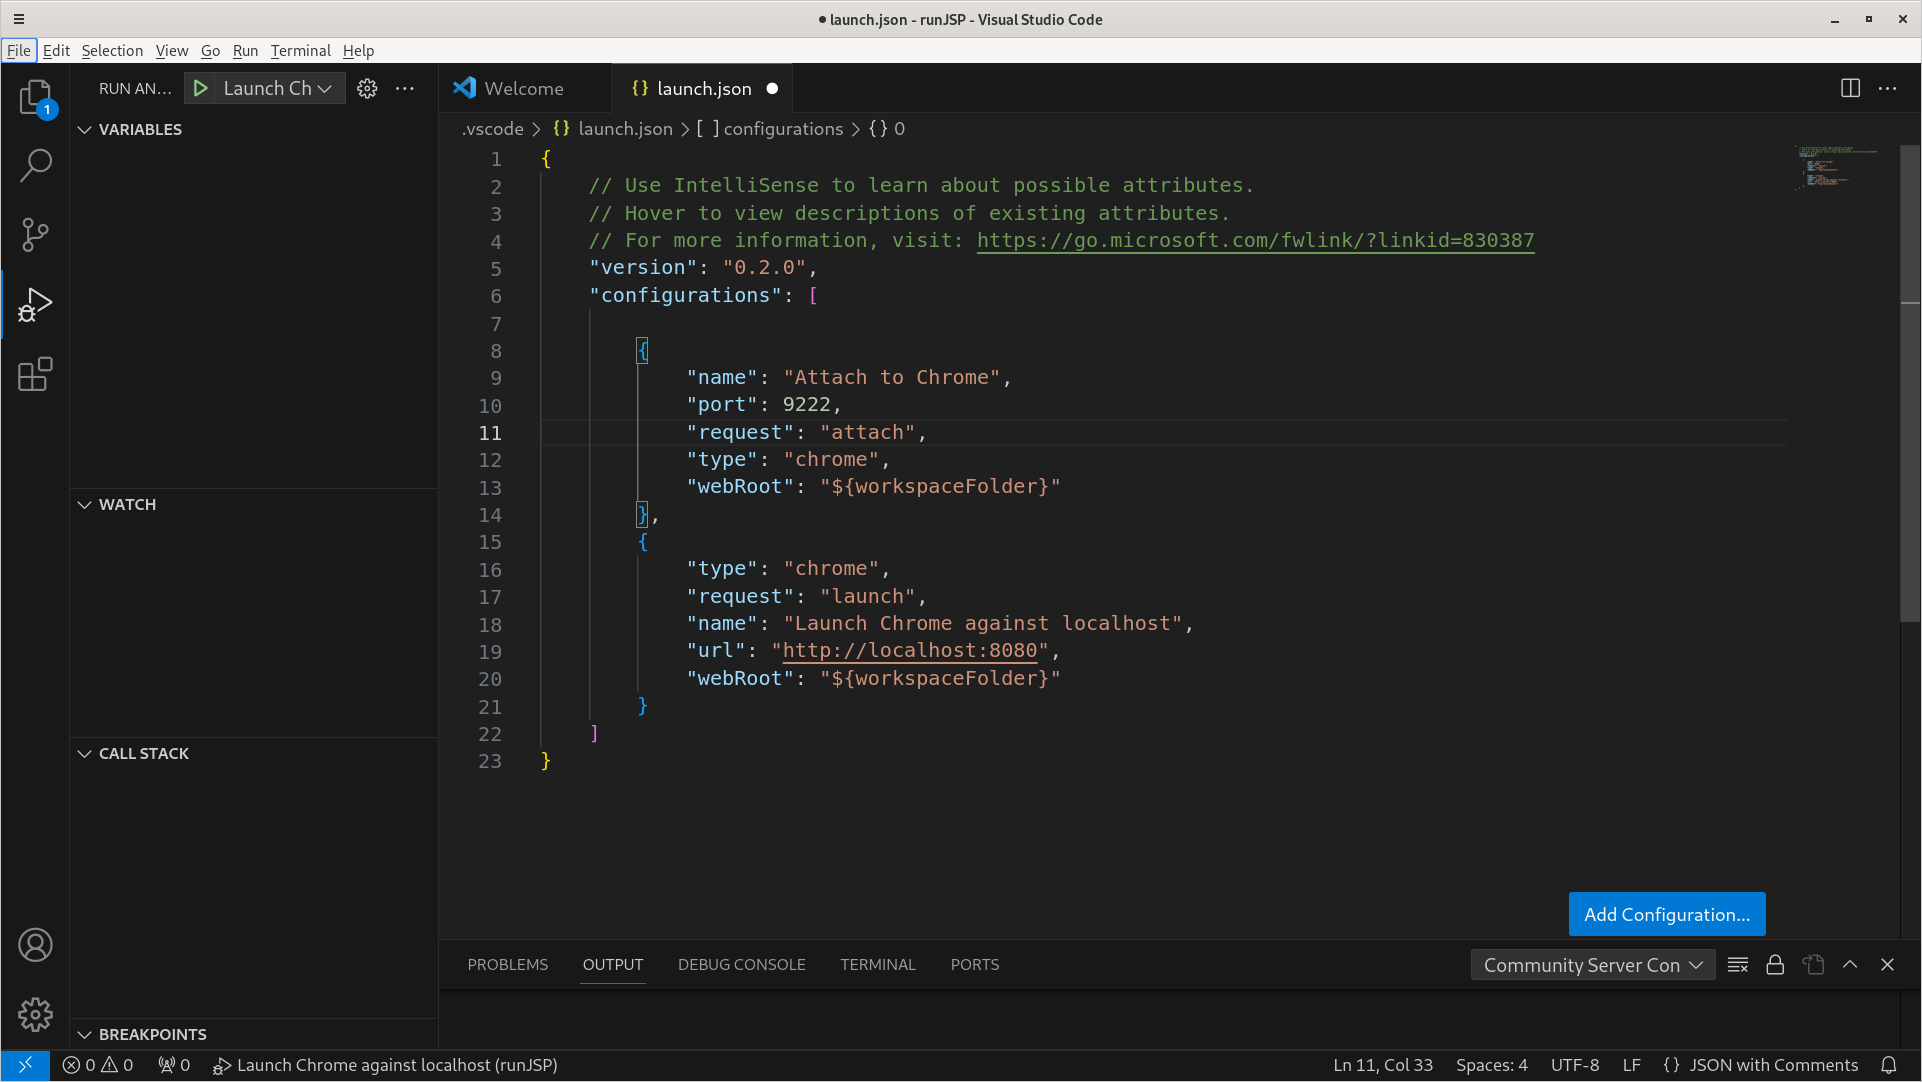 ● launch.json - runJSP - Visual Studio Code
File Edit Selection View Go Run Terminal Help
RUN AN... Launch Ch
Welcome
{} launch.json
VARIABLES
.vscode > {} launch.json > [ ] configurations > {} 0
1 {
2 // Use IntelliSense to learn about possible attributes.
3 // Hover to view descriptions of existing attributes.
4 // For more information, visit: https://go.microsoft.com/fwlink/?linkid=830387
5 "version": "0.2.0",
6 "configurations": [
7
8 {
9 "name": "Attach to Chrome",
10 "port": 9222,
11 "request": "attach",
12 "type": "chrome",
13 "webRoot": "${workspaceFolder}"
14 },
15 {
16 "type": "chrome",
17 "request": "launch",
18 "name": "Launch Chrome against localhost",
19 "url": "http://localhost:8080",
20 "webRoot": "${workspaceFolder}"
21 }
22 ]
23 }
1
WATCH
CALL STACK
BREAKPOINTS
Add Configuration...
PROBLEMS OUTPUT DEBUG CONSOLE TERMINAL PORTS
Community Server Con
0 0 0 Launch Chrome against localhost (runJSP)
Ln 11, Col 33 Spaces: 4 UTF-8 LF {} JSON with Comments